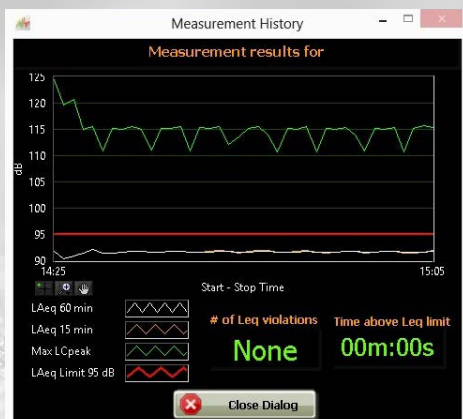 Measurement History
Measurement results for
125
120
115
110
105
100
95
90
dB
14:25
15:05
Start - Stop Time
LAeq 60 min
LAeq 15 min
Max LCpeak
LAeq Limit 95 dB
# of Leq violations
None
Time above Leq limit
00m:00s
Close Dialog